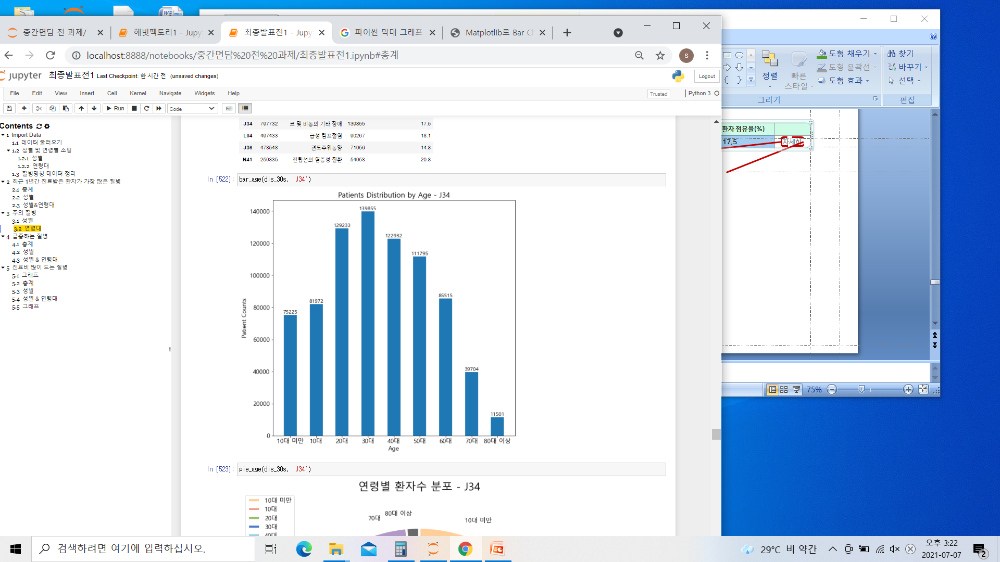 중간면담 전 과제/
해빗팩토리1 - Jupy
최종발표전1 - Jupy
파이썬 막대 그래프
Matplotlib로 Bar Ch
localhost:8888/notebooks/중간면담%20전%20과제/최종발표전1.ipynb#총계
S
jupyter 최종발표전1 Last Checkpoint: 한 시간 전 (unsaved changes)
Logout
File Edit View Insert Cell Kernel Navigate Widgets Help
Trusted
Python 3
Run
Code
Contents
1 Import Data
1.1 데이터 불러오기
1.2 성별 및 연령별 소팅
1.2.1 성별
1.2.2 연령대
1.3 질병명칭 데이터 정리
2 최근 1년간 진료받은 환자가 가장 많은 질병
2.1 총계
2.2 성별
2.3 성별&연령대
3 주의 질병
3.1 성별
3.2 연령대
4 급증하는 질병
4.1 총계
4.2 성별
4.3 성별 & 연령대
5 진료비 많이 드는 질병
5.1 그래프
5.2 총계
5.3 성별
5.4 성별 & 연령대
5.5 그래프
J34 797732 코 및 비동의 기타 장애 139855 17.5
L04 497433 급성 림프절염 90267 18.1
J36 478548 편도주위농양 71056 14.8
N41 259335 전립선의 염증성 질환 54058 20.8
In [522]: bar_age(dis_30s, 'J34')
Patients Distribution by Age - J34
Patient Counts
140000
120000
100000
80000
60000
40000
20000
0
75225
81972
129233
139855
122932
111795
85515
39704
11501
10대 미만 10대 20대 30대 40대 50대 60대 70대 80대 이상
Age
In [523]: pie_age(dis_30s, 'J34')
연령별 환자수 분포 - J34
10대 미만
10대
20대
30대
40대
70대
80대 이상
10대 미만
정렬
빠른
스타일
도형 채우기
도형 윤곽선
도형 효과
그리기
찾기
바꾸기
선택
편집
환자 점유율(%)
17.5
자세히
75%
검색하려면 여기에 입력하십시오.
29°C 비 약간
오후 3:22
2021-07-07
2